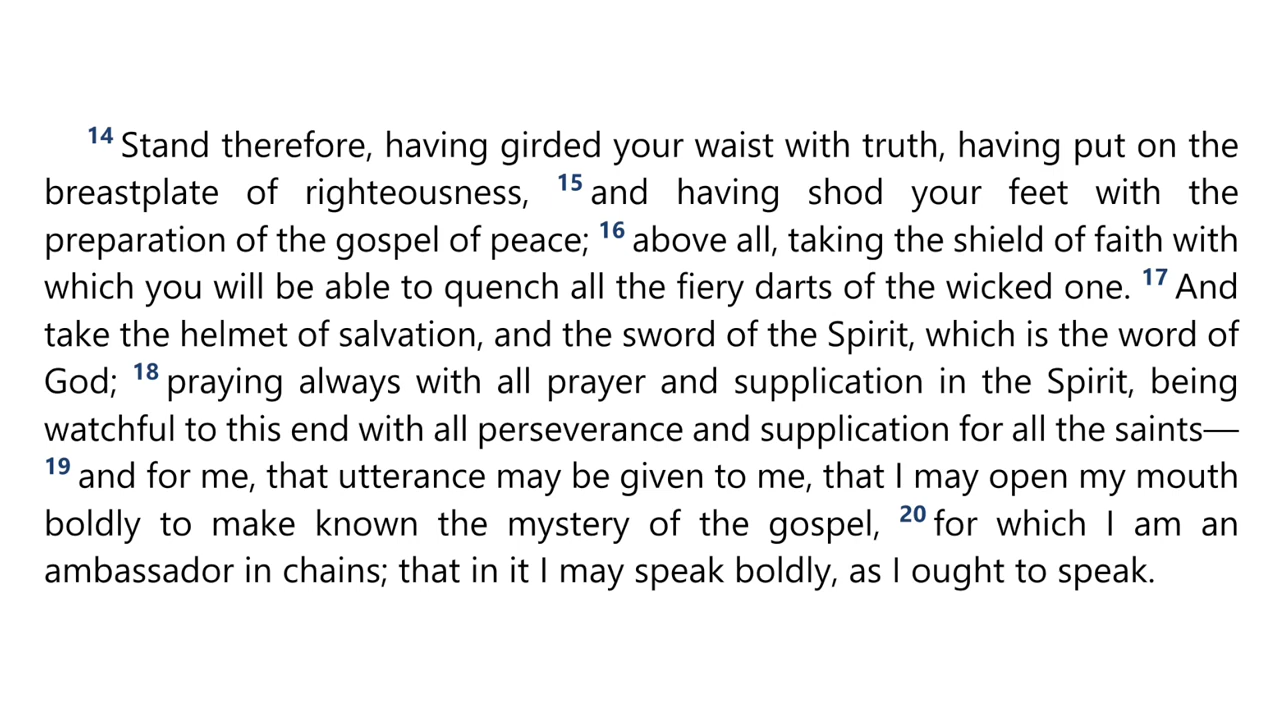 14 Stand therefore, having girded your waist with truth, having put on the
breastplate of righteousness, 15 and having shod your feet with the
preparation of the gospel of peace; 16 above all, taking the shield of faith with
which you will be able to quench all the fiery darts of the wicked one. 17 And
take the helmet of salvation, and the sword of the Spirit, which is the word of
God; 18 praying always with all prayer and supplication in the Spirit, being
watchful to this end with all perseverance and supplication for all the saints—
19 and for me, that utterance may be given to me, that I may open my mouth
boldly to make known the mystery of the gospel, 20 for which I am an
ambassador in chains; that in it I may speak boldly, as I ought to speak.